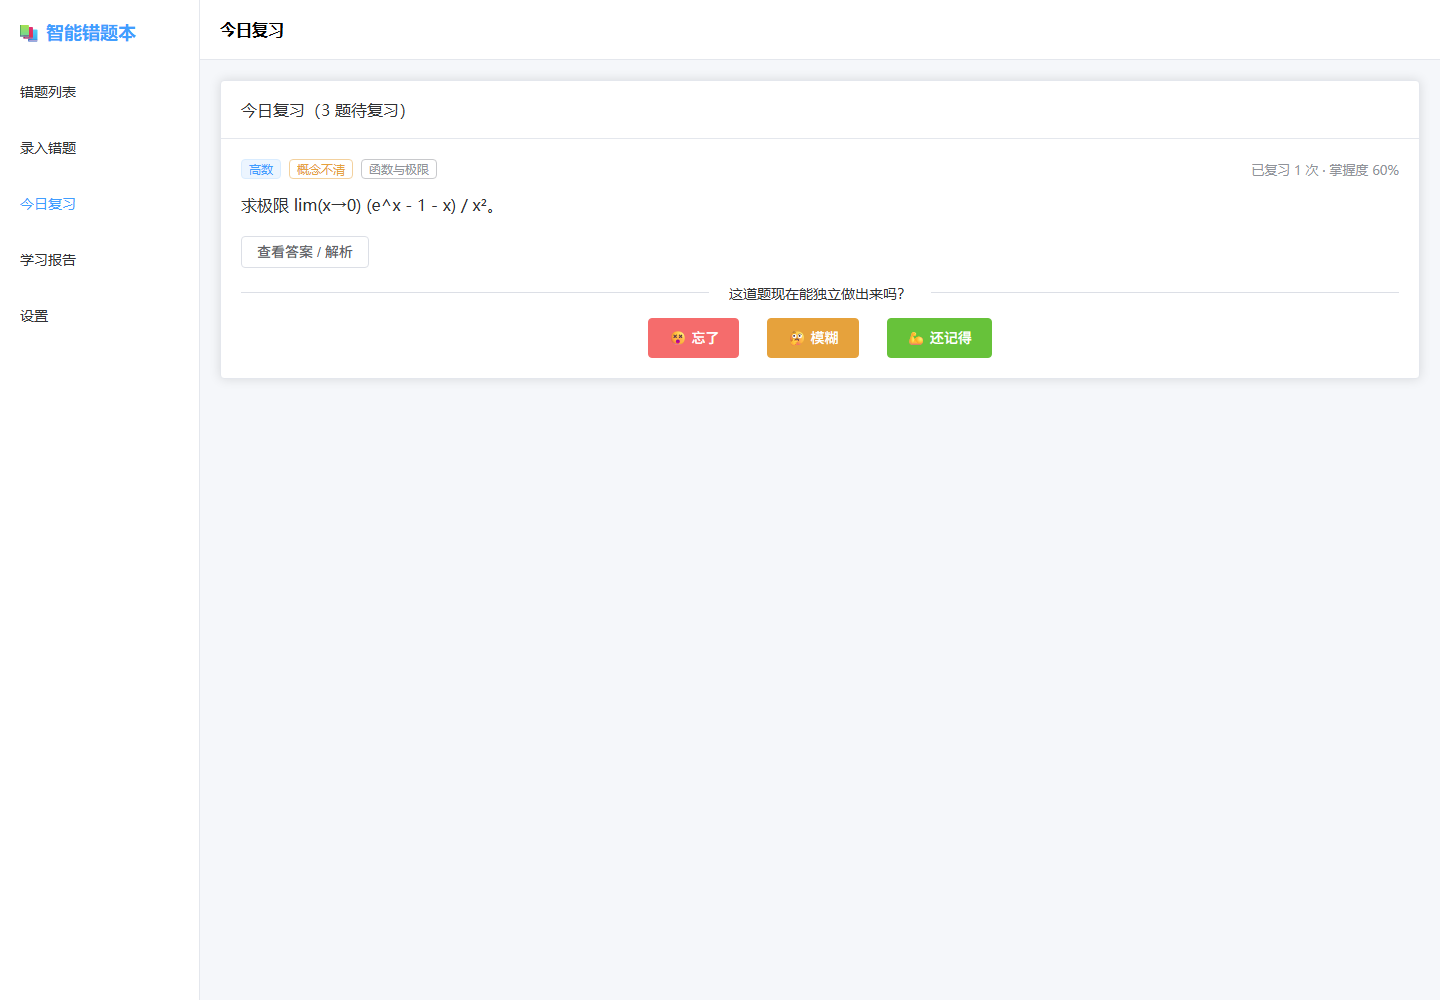 智能错题本
今日复习
错题列表
录入错题
今日复习
学习报告
设置
今日复习（3 题待复习）
高数 概念不清 函数与极限 已复习 1 次 · 掌握度 60%
求极限 lim(x→0) (e^x - 1 - x) / x²。
查看答案 / 解析
这道题现在能独立做出来吗？
忘了 模糊 还记得